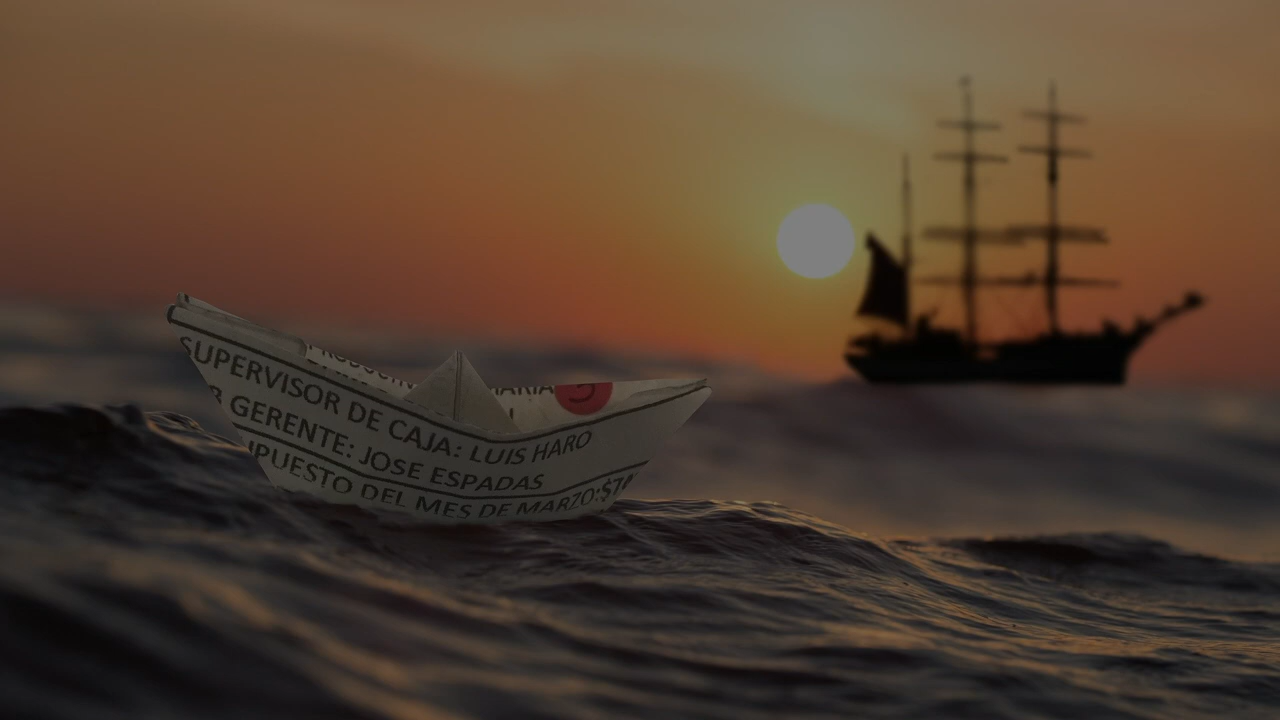 SUPERVISOR DE CAJA: LUIS HARO
GERENTE: JOSE ESPADAS
DEL MES DE MARZO: